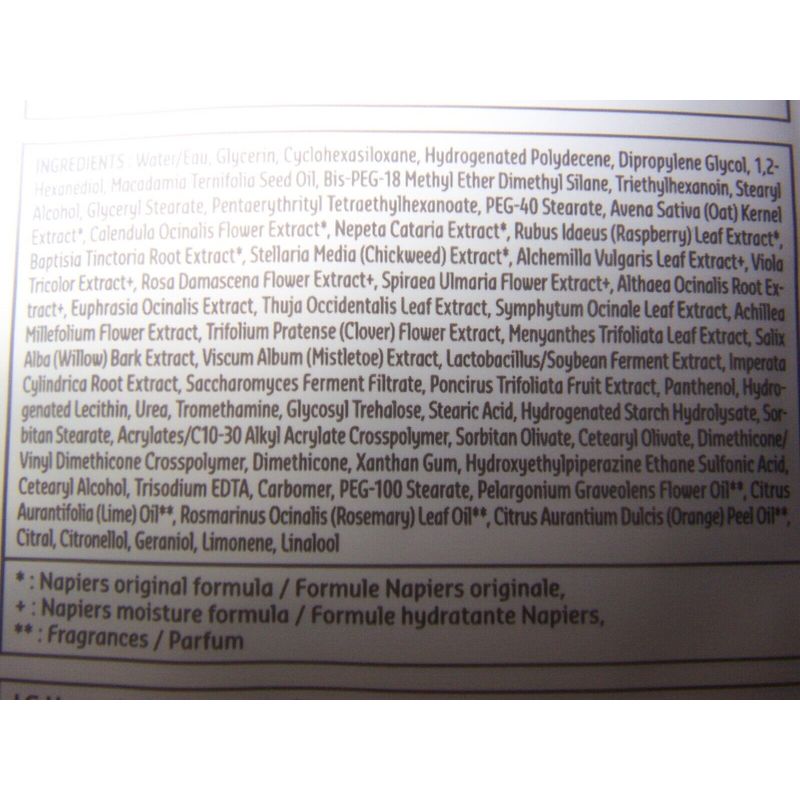 INGREDIENTS : Water/Eau, Glycerin, Cyclohexasiloxane, Hydrogenated Polydecene, Dipropylene Glycol, 1,2-
Hexanediol, Macadamia Ternifolia Seed Oil, Bis-PEG-18 Methyl Ether Dimethyl Silane, Triethylhexanoin, Stearyl
Alcohol, Glyceryl Stearate, Pentaerythrityl Tetraethylhexanoate, PEG-40 Stearate, Avena Sativa (Oat) Kernel
Extract*, Calendula Ocinalis Flower Extract*, Nepeta Cataria Extract*, Rubus Idaeus (Raspberry) Leaf Extract*,
Baptisia Tinctoria Root Extract*, Stellaria Media (Chickweed) Extract*, Alchemilla Vulgaris Leaf Extract+, Viola
Tricolor Extract+, Rosa Damascena Flower Extract+, Spiraea Ulmaria Flower Extract+, Althaea Ocinalis Root Ex-
tract+, Euphrasia Ocinalis Extract, Thuja Occidentalis Leaf Extract, Symphytum Ocinale Leaf Extract, Achillea
Millefolium Flower Extract, Trifolium Pratense (Clover) Flower Extract, Menyanthes Trifoliata Leaf Extract, Salix
Alba (Willow) Bark Extract, Viscum Album (Mistletoe) Extract, Lactobacillus/Soybean Ferment Extract, Imperata
Cylindrica Root Extract, Saccharomyces Ferment Filtrate, Poncirus Trifoliata Fruit Extract, Panthenol, Hydro-
genated Lecithin, Urea, Tromethamine, Glycosyl Trehalose, Stearic Acid, Hydrogenated Starch Hydrolysate, Sor-
bitan Stearate, Acrylates/C10-30 Alkyl Acrylate Crosspolymer, Sorbitan Olivate, Cetearyl Olivate, Dimethicone/
Vinyl Dimethicone Crosspolymer, Dimethicone, Xanthan Gum, Hydroxyethylpiperazine Ethane Sulfonic Acid,
Cetearyl Alcohol, Trisodium EDTA, Carbomer, PEG-100 Stearate, Pelargonium Graveolens Flower Oil**, Citrus
Aurantifolia (Lime) Oil**, Rosmarinus Ocinalis (Rosemary) Leaf Oil**, Citrus Aurantium Dulcis (Orange) Peel Oil**,
Citral, Citronellol, Geraniol, Limonene, Linalool
* : Napiers original formula / Formule Napiers originale,
+ : Napiers moisture formula / Formule hydratante Napiers,
** : Fragrances / Parfum